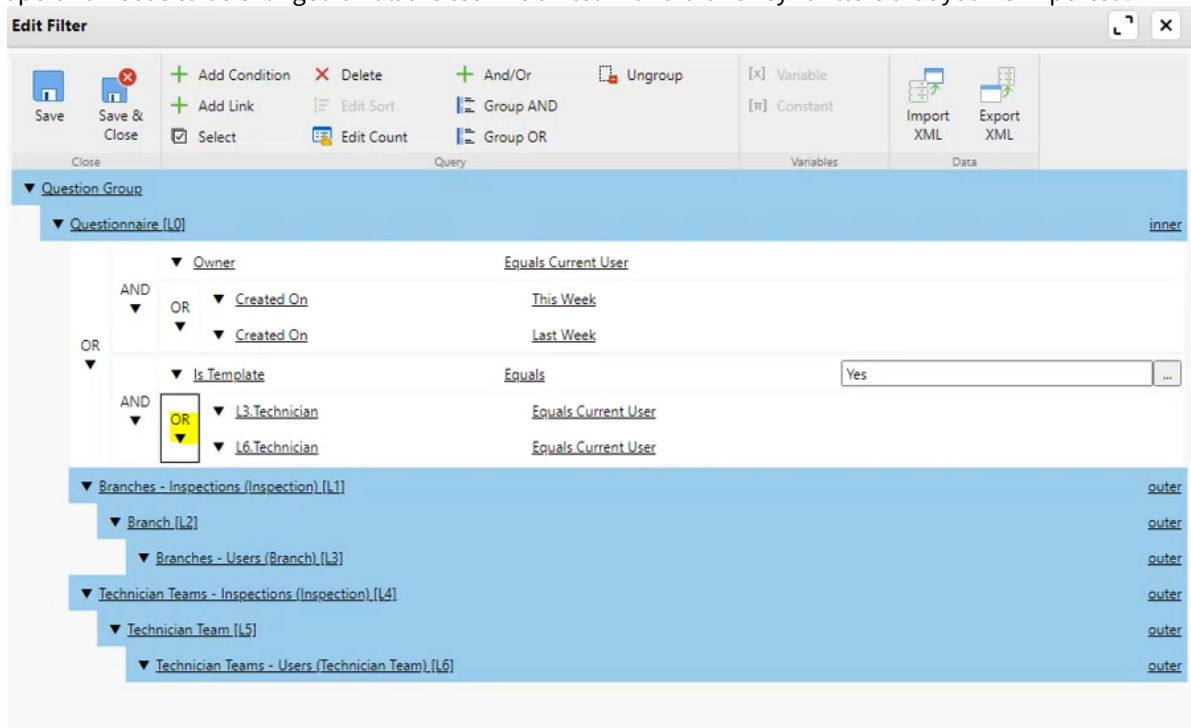 Edit Filter
Add Condition Delete And/Or Ungroup [x] Variable
Add Link Edit Sort Group AND [π] Constant
Save Save & Close Select Edit Count Group OR Import XML Export XML
Close Query Variables Data
Question Group
Questionnaire [L0] inner
Owner Equals Current User
AND
OR
Created On This Week
Created On Last Week
OR
Is Template Equals Yes ...
AND
OR
L3.Technician Equals Current User
L6.Technician Equals Current User
Branches - Inspections (Inspection) [L1] outer
Branch [L2] outer
Branches - Users (Branch) [L3] outer
Technician Teams - Inspections (Inspection) [L4] outer
Technician Team [L5] outer
Technician Teams - Users (Technician Team) [L6] outer